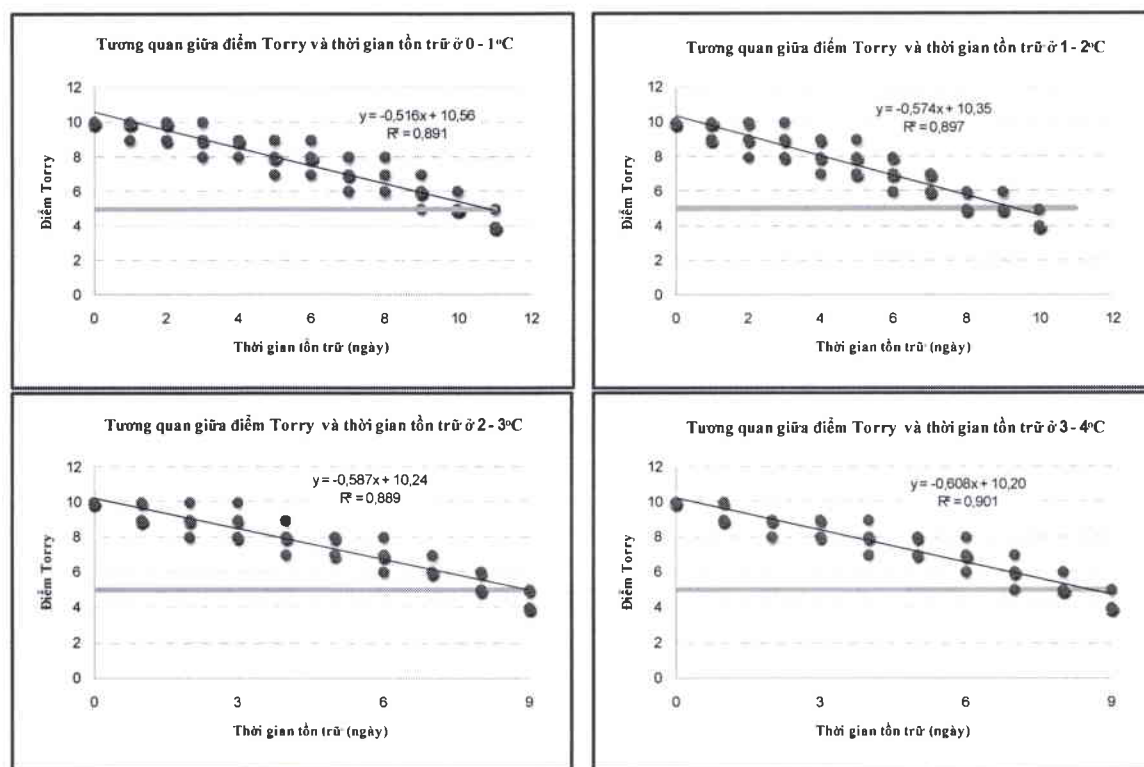 Tương quan giữa điểm Torry và thời gian tồn trữ ở 0 - 1ºC
y = -0,516x + 10,56
R² = 0,891
Điểm Torry
12
10
8
6
4
2
0
0 2 4 6 8 10 12
Thời gian tồn trữ (ngày)
Tương quan giữa điểm Torry và thời gian tồn trữ ở 1 - 2ºC
y = -0,574x + 10,35
R² = 0,897
Điểm Torry
12
10
8
6
4
2
0
0 2 4 6 8 10 12
Thời gian tồn trữ (ngày)
Tương quan giữa điểm Torry và thời gian tồn trữ ở 2 - 3ºC
y = -0,587x + 10,24
R² = 0,889
Điểm Torry
12
10
8
6
4
2
0
0 3 6 9
Thời gian tồn trữ (ngày)
Tương quan giữa điểm Torry và thời gian tồn trữ ở 3 - 4ºC
y = -0,608x + 10,20
R² = 0,901
Điểm Torry
12
10
8
6
4
2
0
0 3 6 9
Thời gian tồn trữ (ngày)